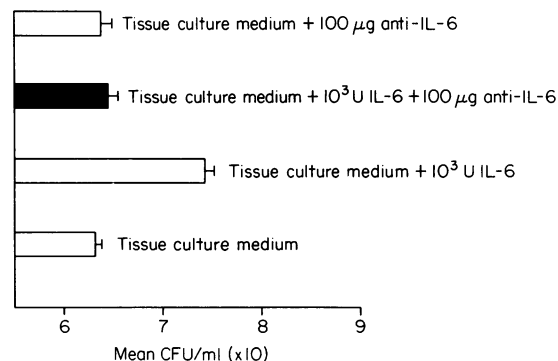 Tissue culture medium + 100 μg anti-IL-6
Tissue culture medium + 10³ U IL-6 + 100 μg anti-IL-6
Tissue culture medium + 10³ U IL-6
Tissue culture medium
6 7 8 9
Mean CFU/ml (x10)